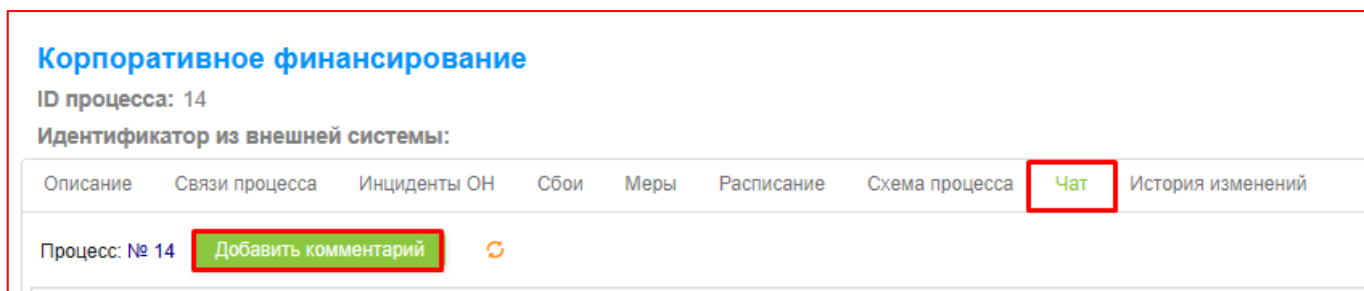 Корпоративное финансирование
ID процесса: 14
Идентификатор из внешней системы:
Описание Связи процесса Инциденты ОН Сбои Меры Расписание Схема процесса Чат История изменений
Процесс: № 14 Добавить комментарий